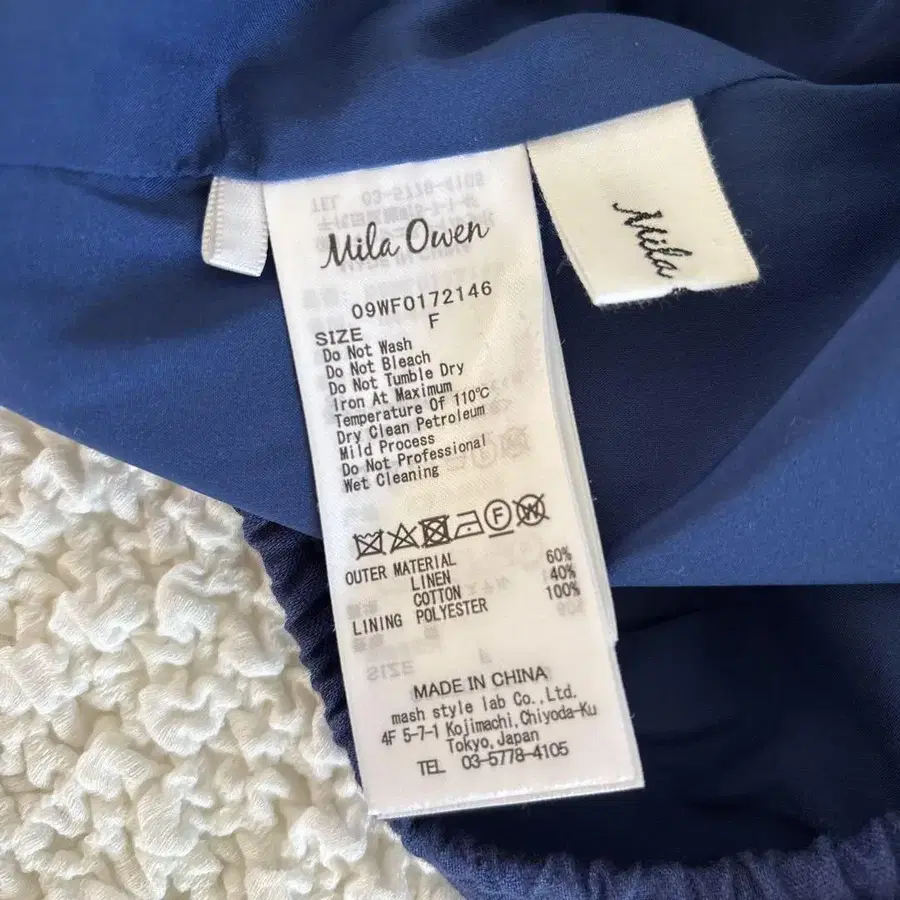 Mila Owen
09WF0172146
SIZE F
Do Not Wash
Do Not Bleach
Do Not Tumble Dry
Iron At Maximum
Temperature Of 110℃
Dry Clean Petroleum
Mild Process
Do Not Professional
Wet Cleaning
F W
OUTER MATERIAL
LINEN 60%
COTTON 40%
LINING POLYESTER 100%
MADE IN CHINA
mash style lab Co.,Ltd.
4F 5-7-1 Kojimachi,Chiyoda-Ku
Tokyo,Japan
TEL 03-5778-4105
Mila